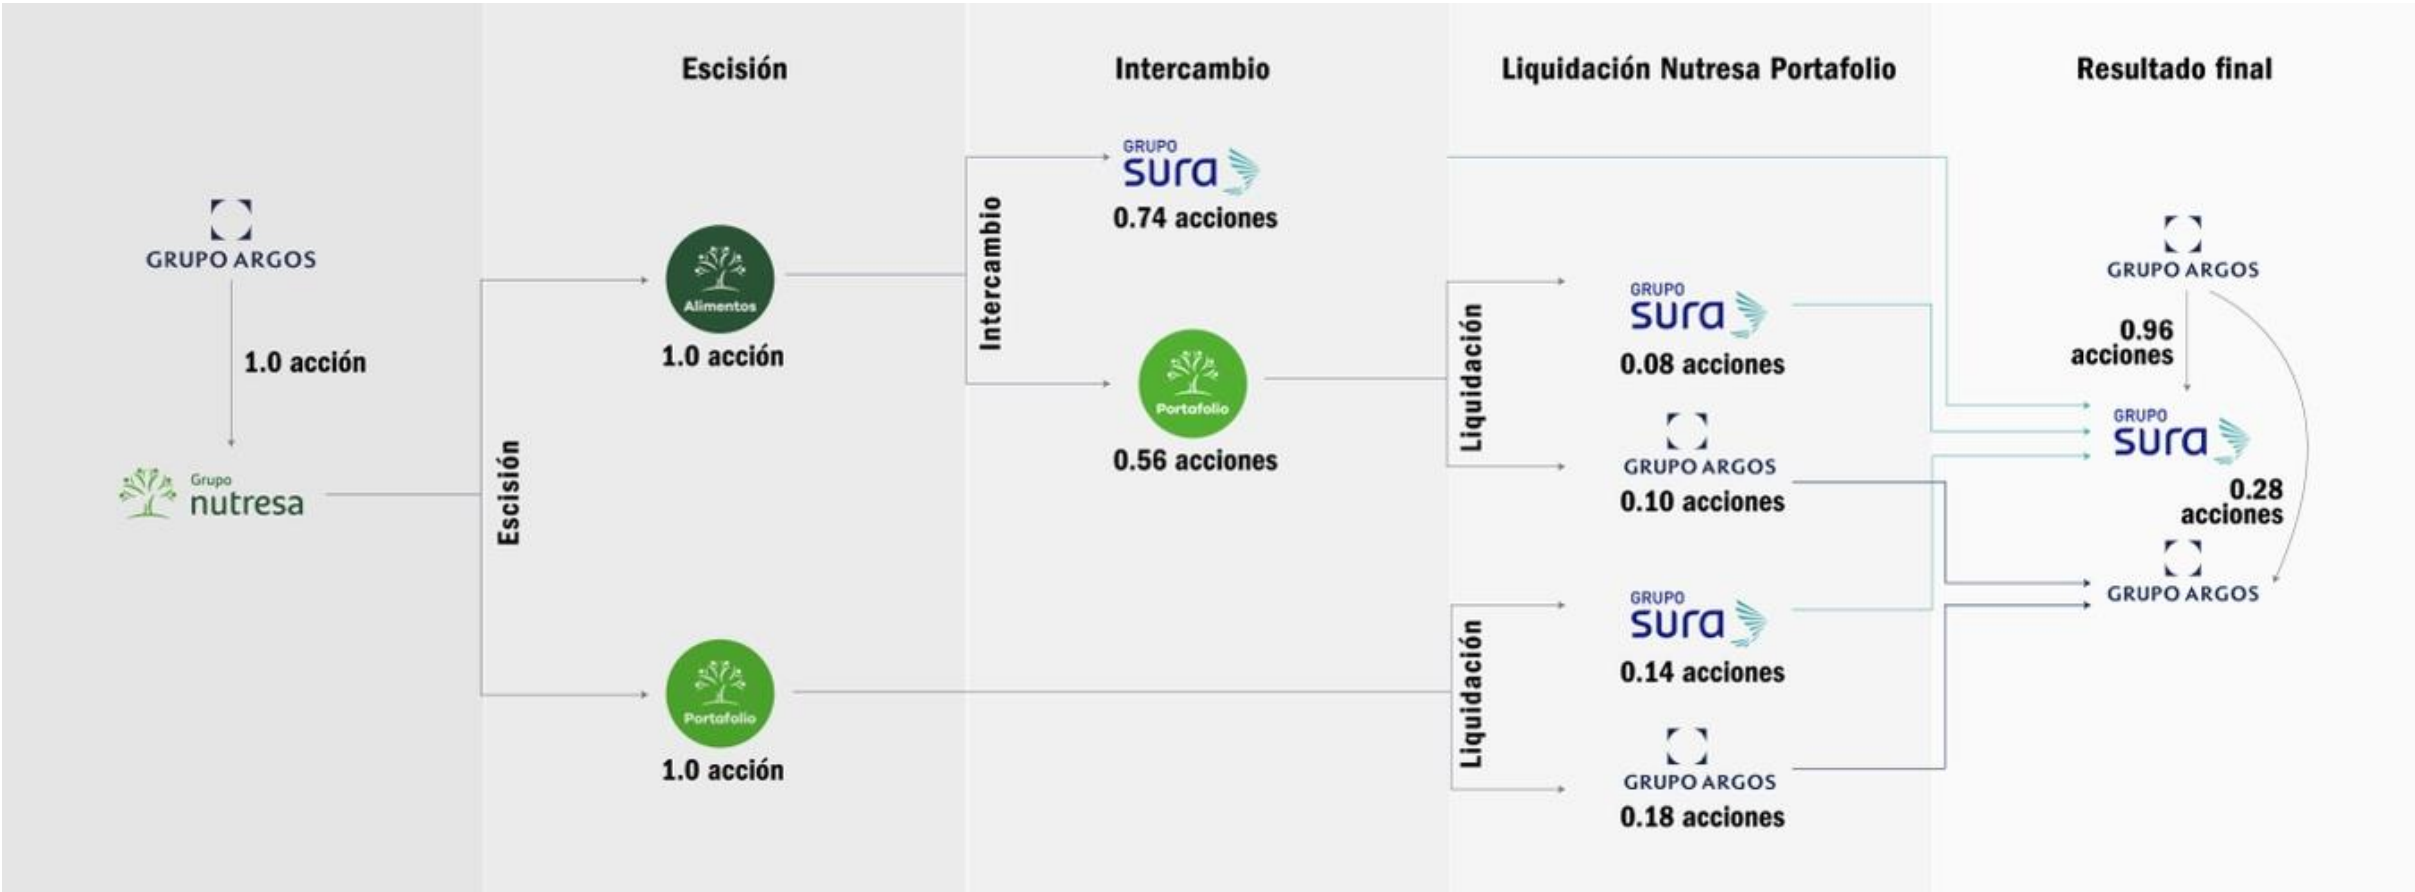 Escisión
Intercambio
Liquidación Nutresa Portafolio
Resultado final
GRUPO ARGOS
1.0 acción
Grupo
nutresa
Escisión
Alimentos
1.0 acción
Portafolio
1.0 acción
Intercambio
GRUPO
sura
0.74 acciones
Portafolio
0.56 acciones
Liquidación
GRUPO
sura
0.08 acciones
GRUPO ARGOS
0.10 acciones
Liquidación
GRUPO
sura
0.14 acciones
GRUPO ARGOS
0.18 acciones
GRUPO ARGOS
0.96
acciones
GRUPO
sura
0.28
acciones
GRUPO ARGOS